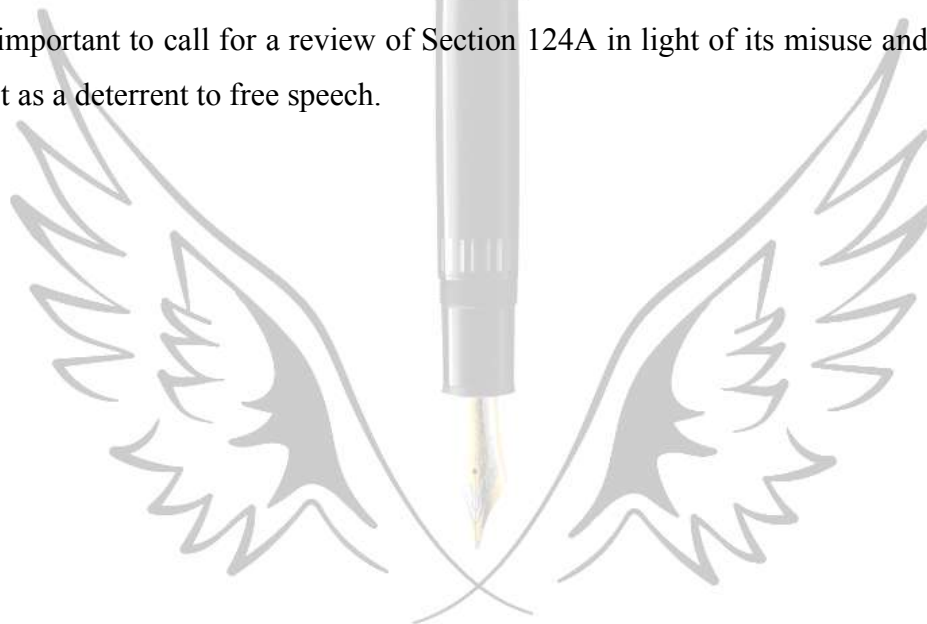 important to call for a review of Section 124A in light of its misuse and
t as a deterrent to free speech.